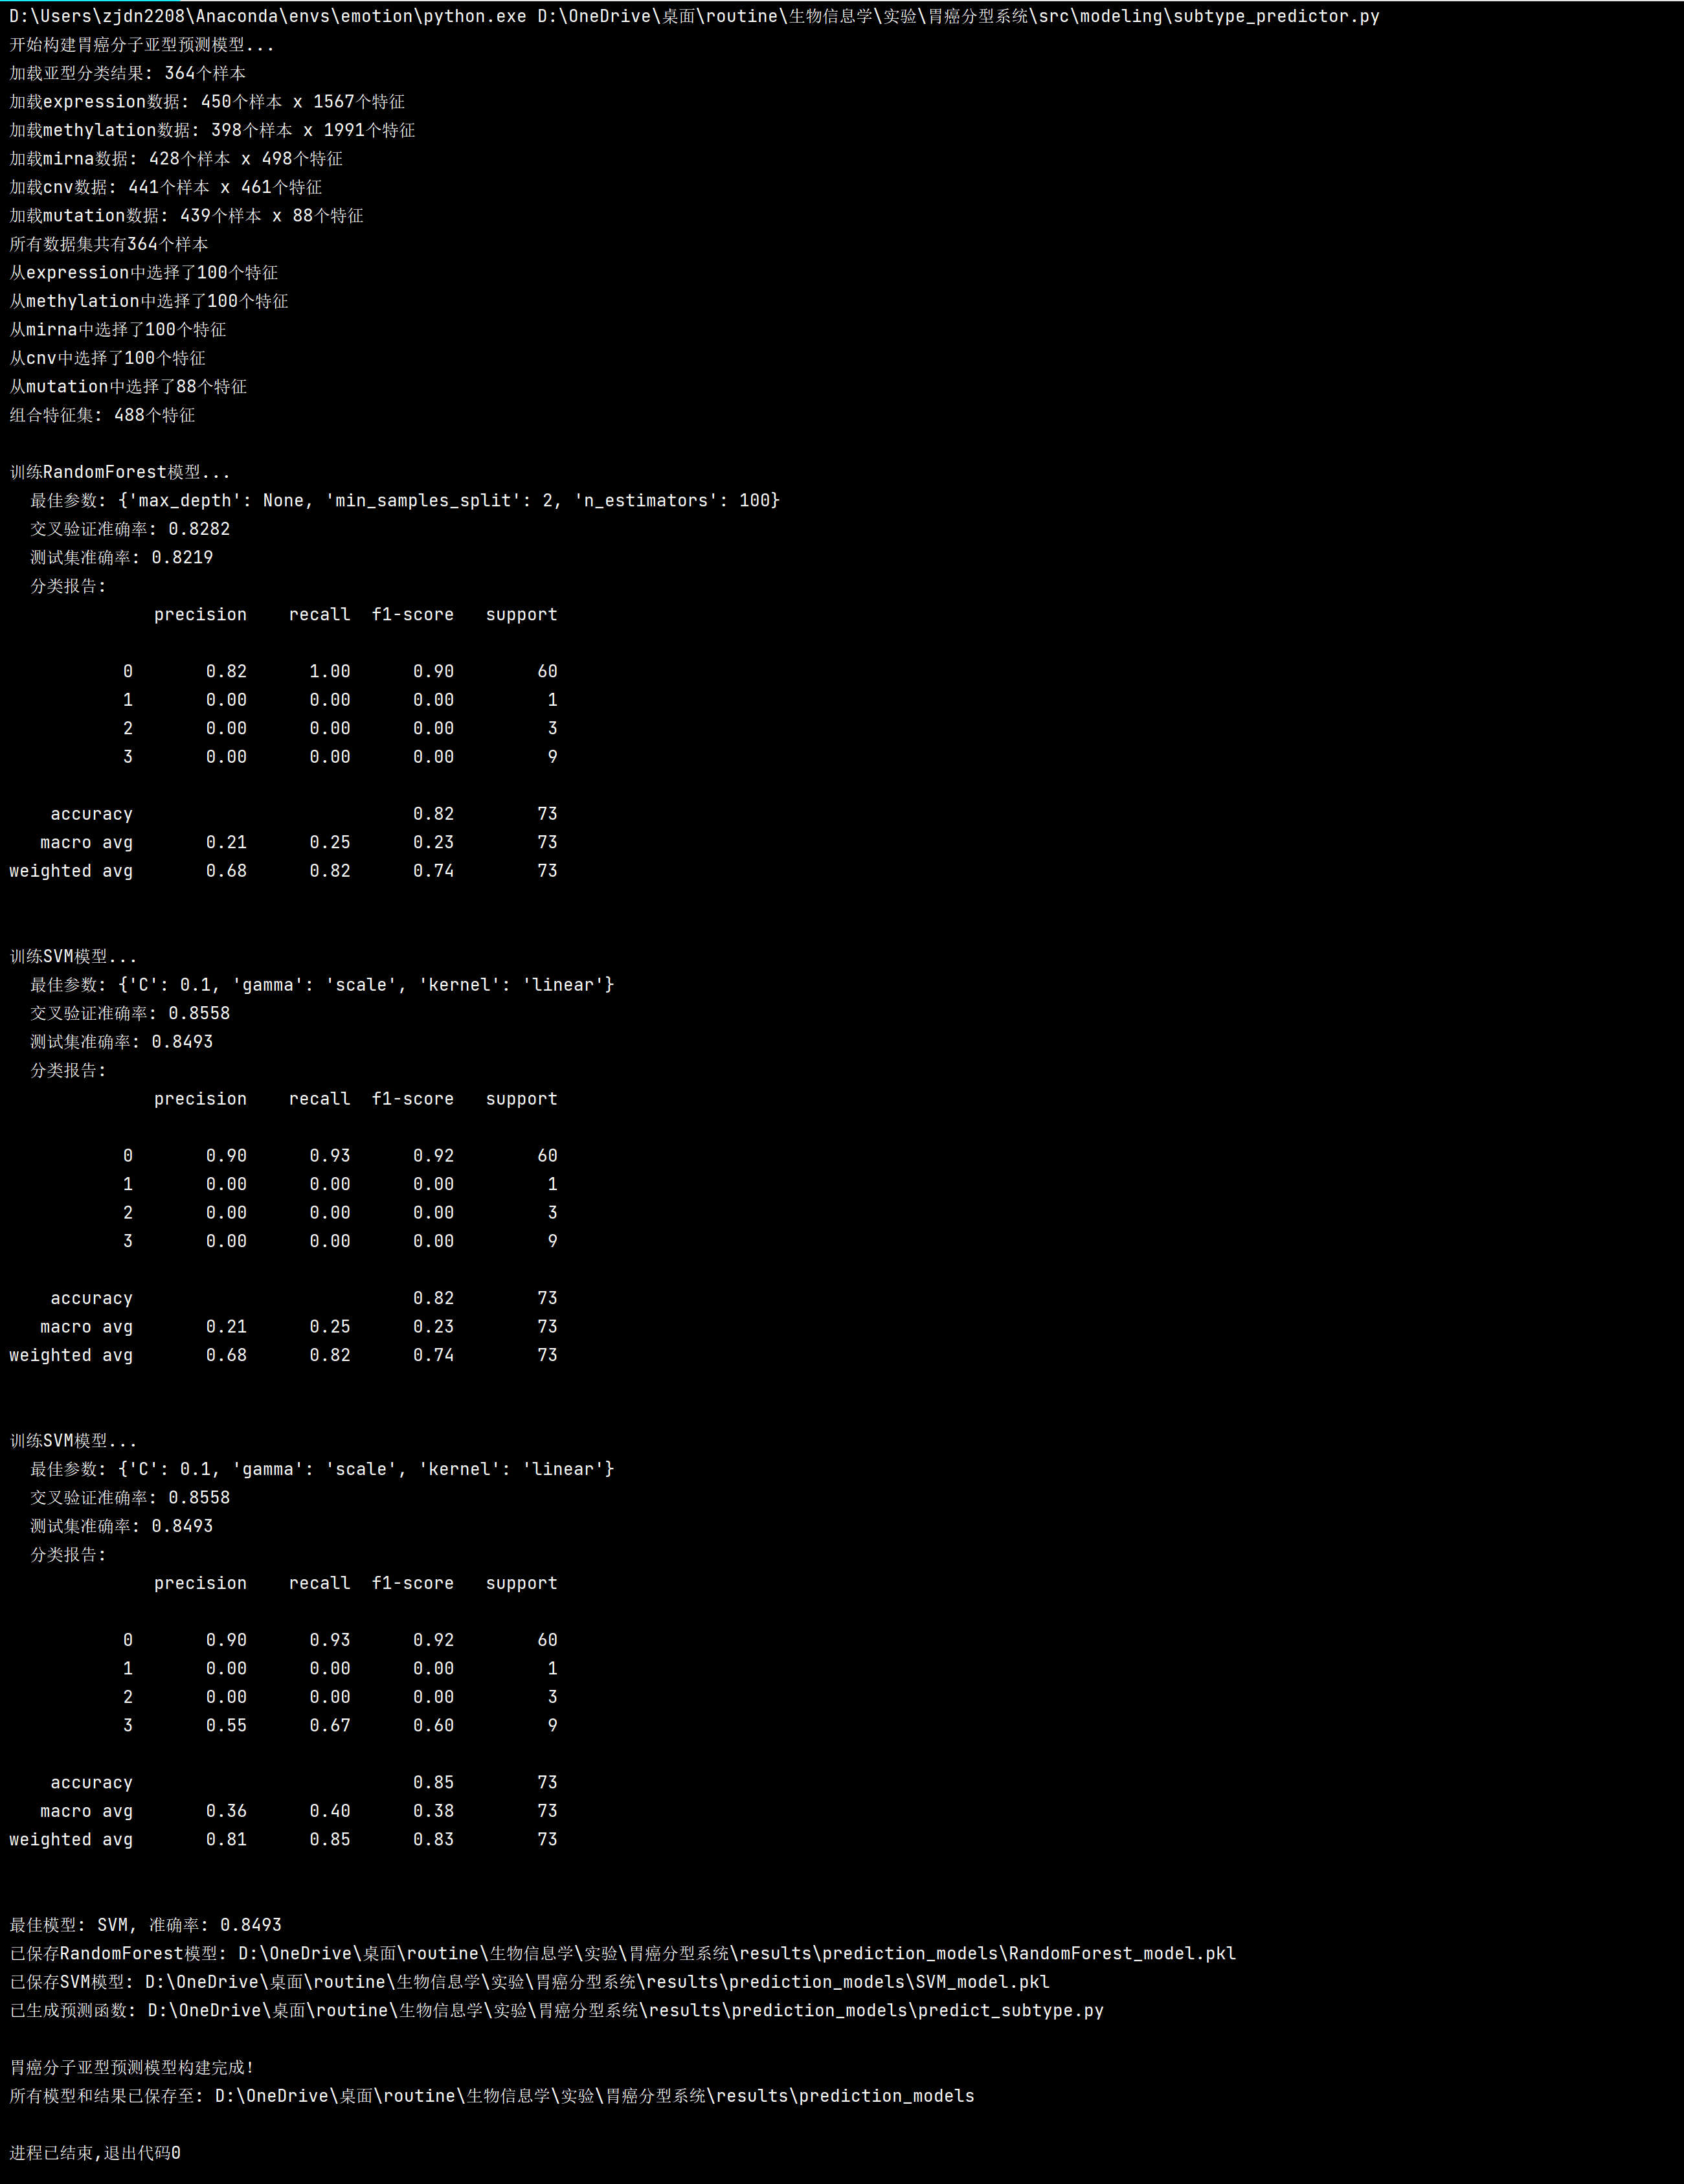 D:\Users\zjdn2208\Anaconda\envs\emotion\python.exe D:\OneDrive\桌面\routine\生物信息学\实验\胃癌分型系统\src\modeling\subtype_predictor.py
开始构建胃癌分子亚型预测模型...
加载亚型分类结果: 364个样本
加载expression数据: 450个样本 x 1567个特征
加载methylation数据: 398个样本 x 1991个特征
加载mirna数据: 428个样本 x 498个特征
加载cnv数据: 441个样本 x 461个特征
加载mutation数据: 439个样本 x 88个特征
所有数据集共有364个样本
从expression中选择了100个特征
从methylation中选择了100个特征
从mirna中选择了100个特征
从cnv中选择了100个特征
从mutation中选择了88个特征
组合特征集: 488个特征
训练RandomForest模型...
最佳参数: {'max_depth': None, 'min_samples_split': 2, 'n_estimators': 100}
交叉验证准确率: 0.8282
测试集准确率: 0.8219
分类报告:
precision recall f1-score support
0 0.82 1.00 0.90 60
1 0.00 0.00 0.00 1
2 0.00 0.00 0.00 3
3 0.00 0.00 0.00 9
accuracy 0.82 73
macro avg 0.21 0.25 0.23 73
weighted avg 0.68 0.82 0.74 73
训练SVM模型...
最佳参数: {'C': 0.1, 'gamma': 'scale', 'kernel': 'linear'}
交叉验证准确率: 0.8558
测试集准确率: 0.8493
分类报告:
precision recall f1-score support
0 0.90 0.93 0.92 60
1 0.00 0.00 0.00 1
2 0.00 0.00 0.00 3
3 0.00 0.00 0.00 9
accuracy 0.82 73
macro avg 0.21 0.25 0.23 73
weighted avg 0.68 0.82 0.74 73
训练SVM模型...
最佳参数: {'C': 0.1, 'gamma': 'scale', 'kernel': 'linear'}
交叉验证准确率: 0.8558
测试集准确率: 0.8493
分类报告:
precision recall f1-score support
0 0.90 0.93 0.92 60
1 0.00 0.00 0.00 1
2 0.00 0.00 0.00 3
3 0.55 0.67 0.60 9
accuracy 0.85 73
macro avg 0.36 0.40 0.38 73
weighted avg 0.81 0.85 0.83 73
最佳模型: SVM, 准确率: 0.8493
已保存RandomForest模型: D:\OneDrive\桌面\routine\生物信息学\实验\胃癌分型系统\results\prediction_models\RandomForest_model.pkl
已保存SVM模型: D:\OneDrive\桌面\routine\生物信息学\实验\胃癌分型系统\results\prediction_models\SVM_model.pkl
已生成预测函数: D:\OneDrive\桌面\routine\生物信息学\实验\胃癌分型系统\results\prediction_models\predict_subtype.py
胃癌分子亚型预测模型构建完成!
所有模型和结果已保存至: D:\OneDrive\桌面\routine\生物信息学\实验\胃癌分型系统\results\prediction_models
进程已结束,退出代码0